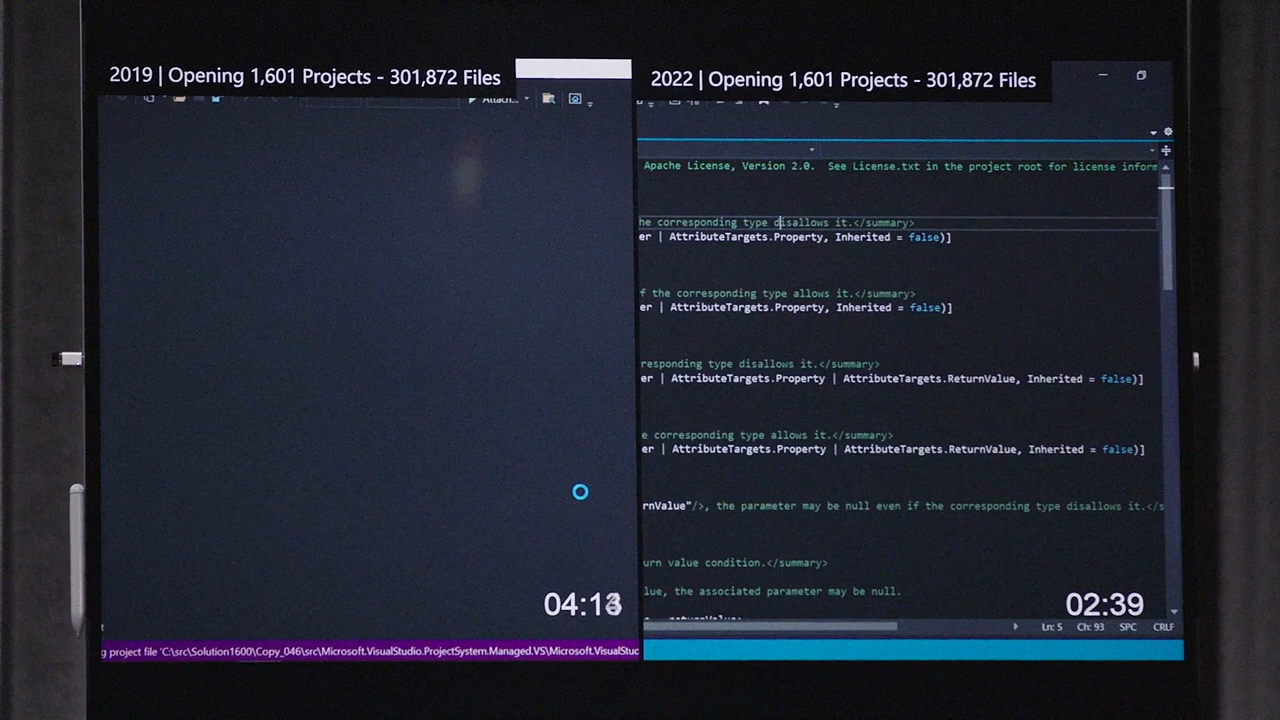 2019 | Opening 1,601 Projects - 301,872 Files
Attach...
04:1
g project file 'C:\src\Solution1600\Copy_046\src\Microsoft.VisualStudio.ProjectSystem.Managed.VS\Microsoft.VisualStuc
2022 | Opening 1,601 Projects - 301,872 Files
Apache License, Version 2.0.  See License.txt in the project root for license inform
he corresponding type disallows it.</summary>
er | AttributeTargets.Property, Inherited = false)]
f the corresponding type allows it.</summary>
er | AttributeTargets.Property, Inherited = false)]
responding type disallows it.</summary>
er | AttributeTargets.Property | AttributeTargets.ReturnValue, Inherited = false)]
e corresponding type allows it.</summary>
er | AttributeTargets.Property | AttributeTargets.ReturnValue, Inherited = false)]
rnValue"/>, the parameter may be null even if the corresponding type disallows it.</s
urn value condition.</summary>
lue, the associated parameter may be null.
02:39
Ln: 5 Ch: 93 SPC CRLF